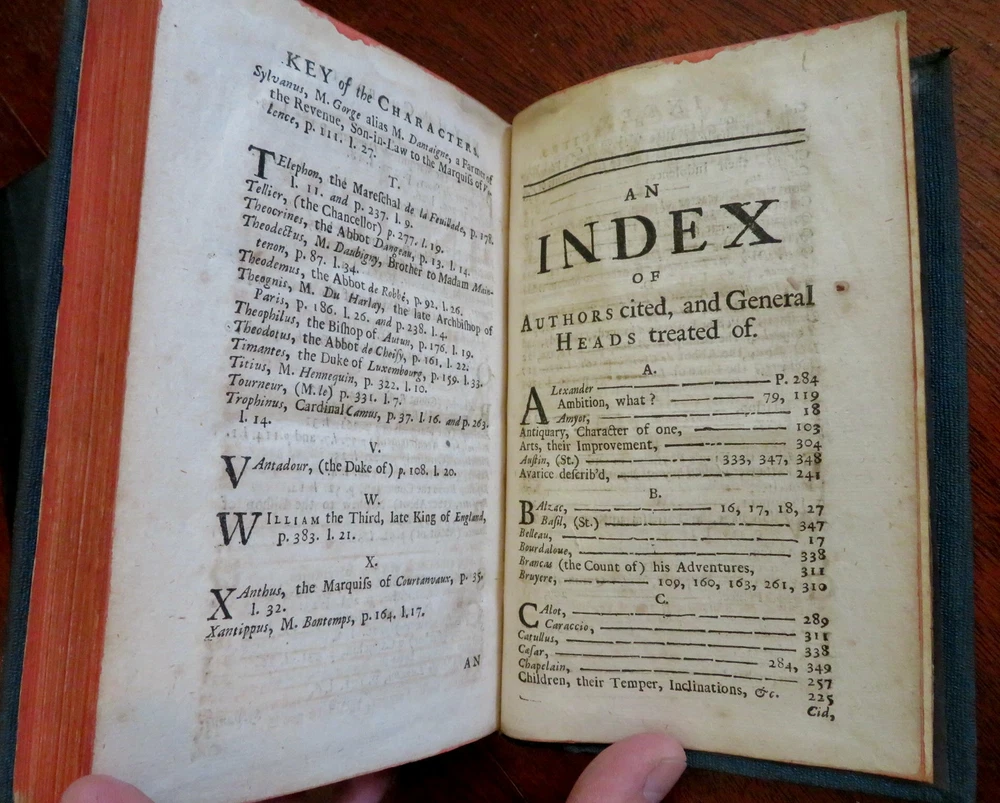 KEY of the CHARACTERS.
Sylvanus, M. Gorge alias M. Damaigne, a Farmer of
the Revenue, Son-in-Law to the Marquiſs of
lence, p. 111. l. 27.
T.
TElephon, the Mareſchal de la Feuillade, p. 178.
l. 11. and p. 237. l. 9.
Tellier, (the Chancellor) p. 277. l. 19.
Theocrines, the Abbot Dangeau, p. 13. l. 14.
Theodectus, M. Daubigny, Brother to Madam Main-
tenon, p. 87. l. 34.
Theodemus, the Abbot de Robbé, p. 92. l. 26.
Theognis, M. Du Harlay, the late Archbiſhop of
Paris, p. 186. l. 26. and p. 238. l. 4.
Theophilus, the Biſhop of Autun, p. 176. l. 19.
Theodotus, the Abbot de Choiſy, p. 161. l. 22.
Timantes, the Duke of Luxembourg, p. 159. l. 33.
Titius, M. Hennequin, p. 322. l. 10.
Tourneur, (M. le) p. 331. l. 7.
Trophinus, Cardinal Camus, p. 37. l. 16. and p. 263.
l. 14.
V.
VAntadour, (the Duke of) p. 108. l. 20.
W.
WILLIAM the Third, late King of England,
p. 383. l. 21.
X.
XAnthus, the Marquiſs of Courtanvaux, p. 35.
l. 32.
Xantippus, M. Bontemps, p. 164. l. 17.
AN
AN
INDEX
OF
AUTHORS cited, and General
HEADS treated of.
A.
ALexander P. 284
Ambition, what? 79, 119
Amyot, 18
Antiquary, Character of one, 103
Arts, their Improvement, 304
Auſtin, (St.) 333, 347, 348
Avarice deſcrib'd, 241
B.
BAlzac, 16, 17, 18, 27
Baſil, (St.) 347
Belleau, 17
Bourdaloue, 338
Brancas (the Count of) his Adventures, 311
Bruyere, 109, 160, 163, 261, 310
C.
CAlot, 289
Caraccio, 311
Catullus, 338
Cæſar, 284, 349
Chapelain, 257
Children, their Temper, Inclinations, &c. 225
Cid,